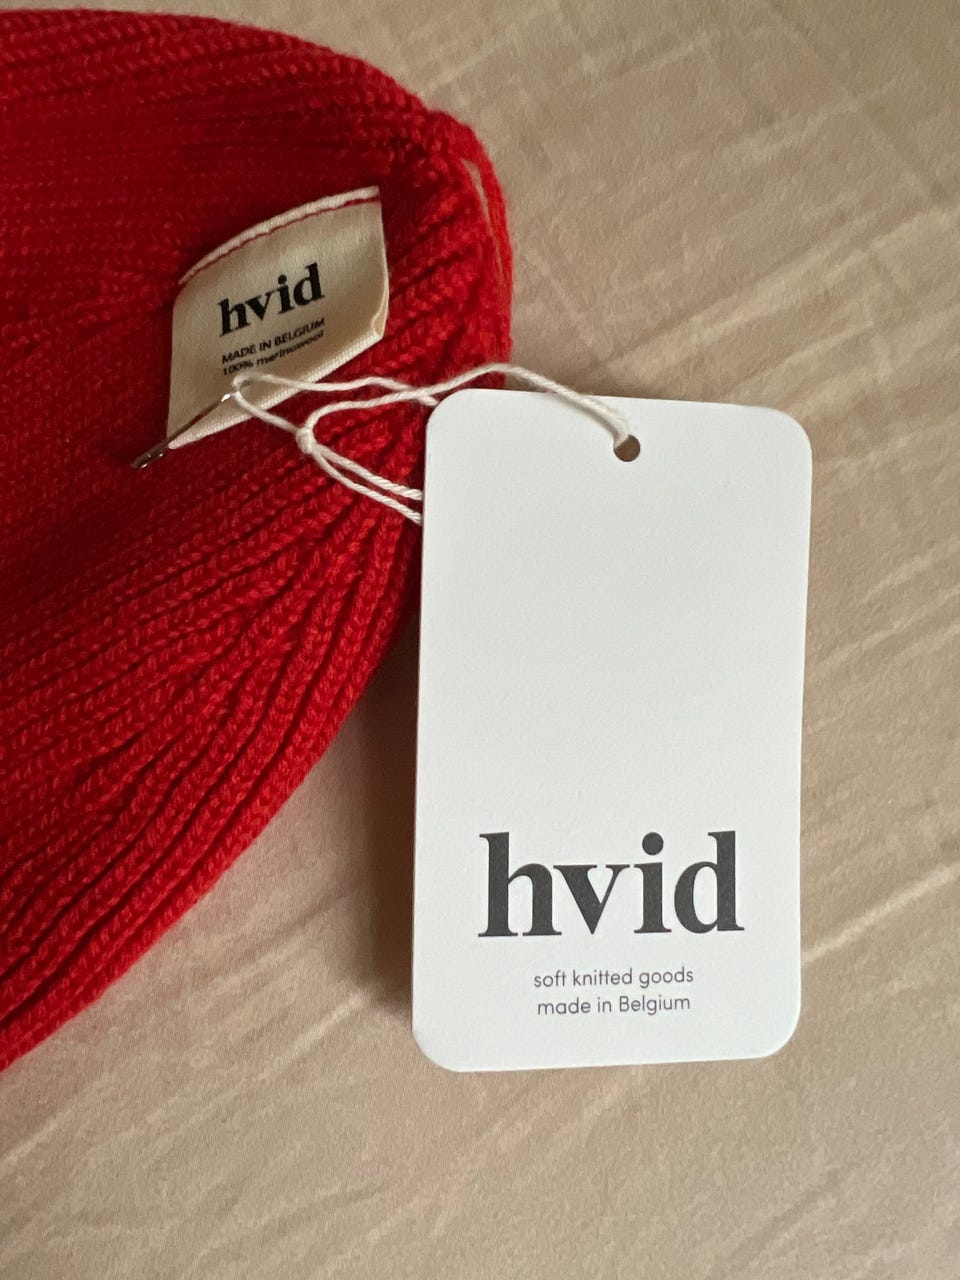 hvid
MADE IN BELGIUM
100% merinowool
hvid
soft knitted goods
made in Belgium